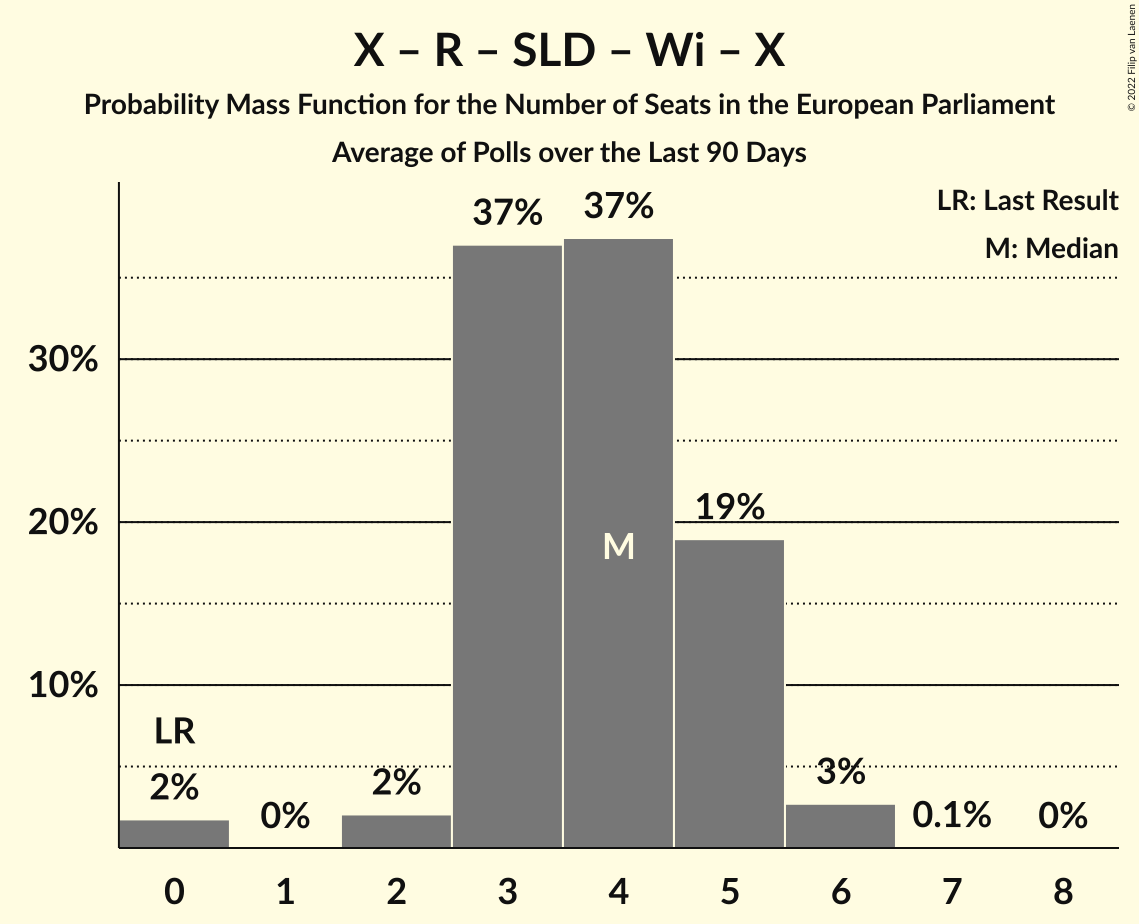 X – R – SLD – Wi – X
Probability Mass Function for the Number of Seats in the European Parliament
Average of Polls over the Last 90 Days
© 2022 Filip van Laenen
LR: Last Result
M: Median
37%
37%
30%
20%
19%
M
10%
LR
2%
0%
2%
3%
0.1%
0%
0 1 2 3 4 5 6 7 8